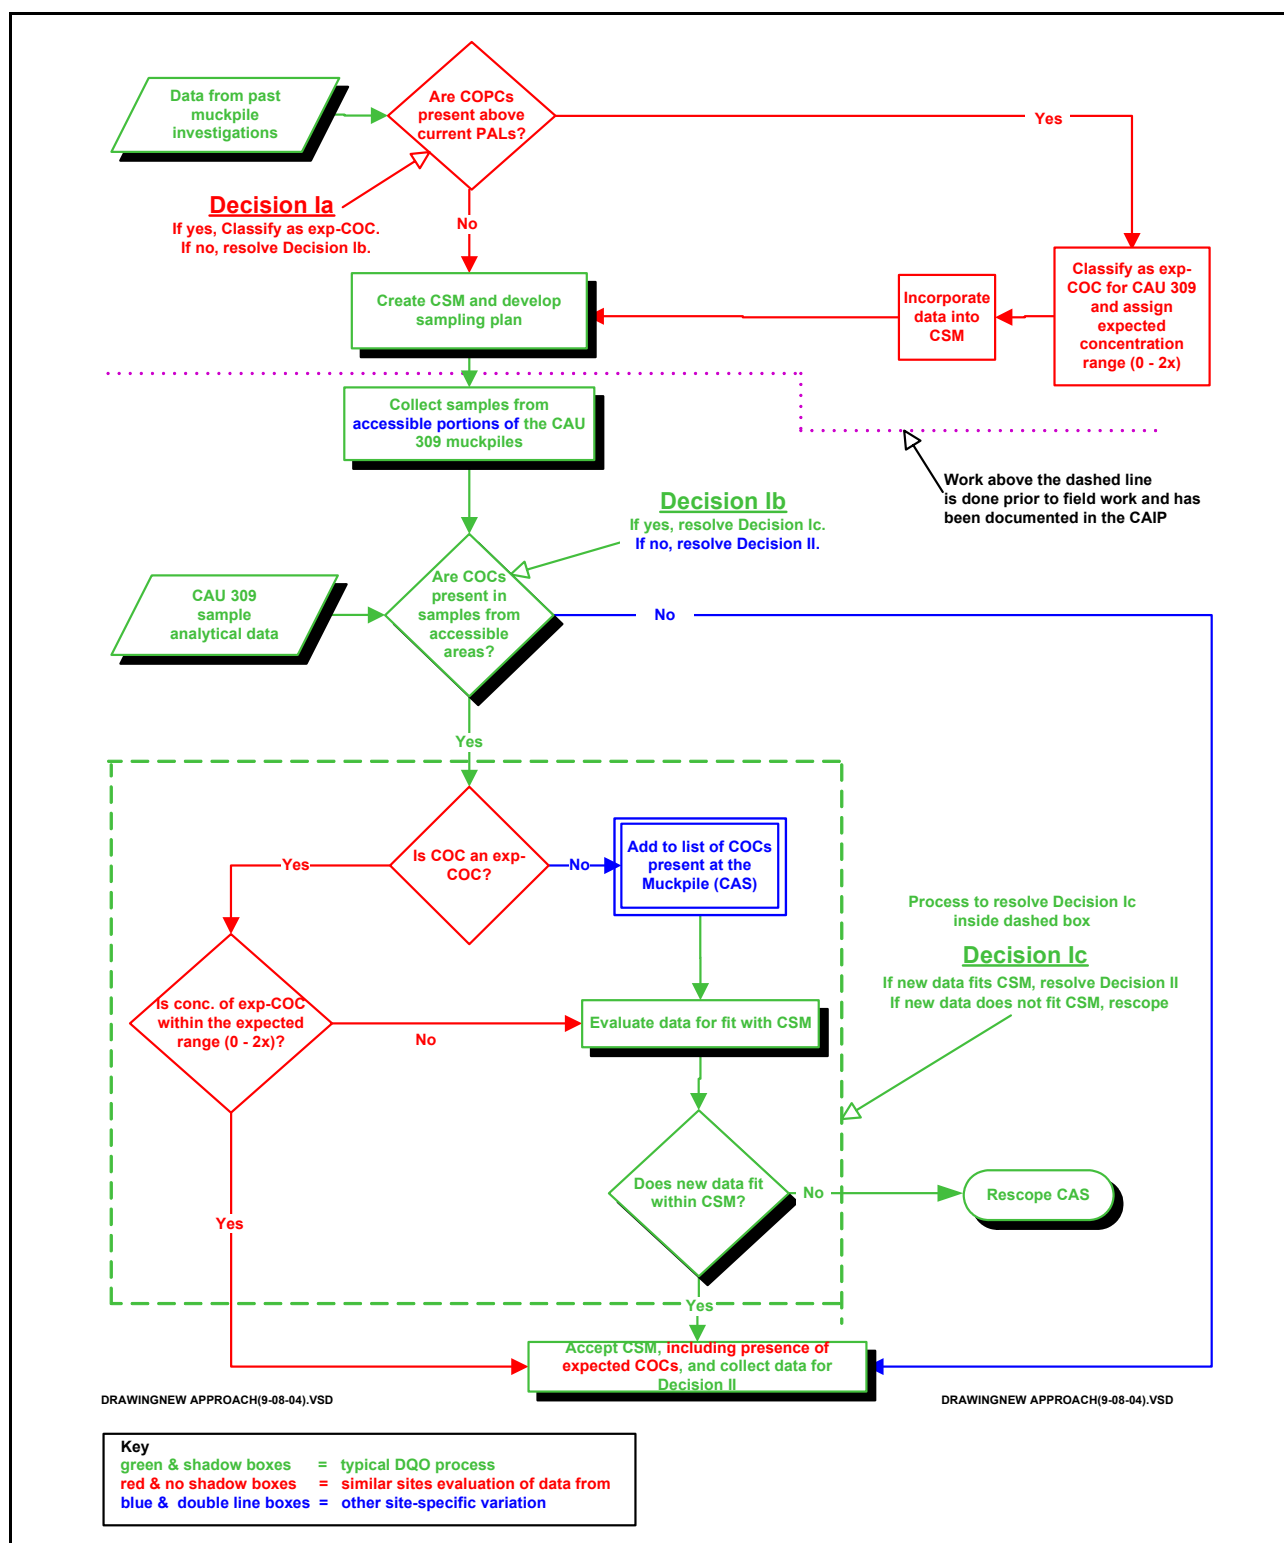 Data from past
muckpile
investigations
Are COPCs
present above
current PALs?
Yes
Decision Ia
If yes, Classify as exp-COC.
If no, resolve Decision Ib.
No
Create CSM and develop
sampling plan
Incorporate
data into
CSM
Classify as exp-
COC for CAU 309
and assign
expected
concentration
range (0 - 2x)
Collect samples from
accessible portions of the CAU
309 muckpiles
Work above the dashed line
is done prior to field work and has
been documented in the CAIP
Decision Ib
If yes, resolve Decision Ic.
If no, resolve Decision II.
CAU 309
sample
analytical data
Are COCs
present in
samples from
accessible
areas?
No
Yes
Is COC an exp-
COC?
Yes
No
Add to list of COCs
present at the
Muckpile (CAS)
Process to resolve Decision Ic
inside dashed box
Decision Ic
If new data fits CSM, resolve Decision II
If new data does not fit CSM, rescope
Is conc. of exp-COC
within the expected
range (0 - 2x)?
No
Evaluate data for fit with CSM
Does new data fit
within CSM?
No
Rescope CAS
Yes
Yes
Accept CSM, including presence of
expected COCs, and collect data for
Decision II
DRAWINGNEW APPROACH(9-08-04).VSD
DRAWINGNEW APPROACH(9-08-04).VSD
Key
green & shadow boxes = typical DQO process
red & no shadow boxes = similar sites evaluation of data from
blue & double line boxes = other site-specific variation